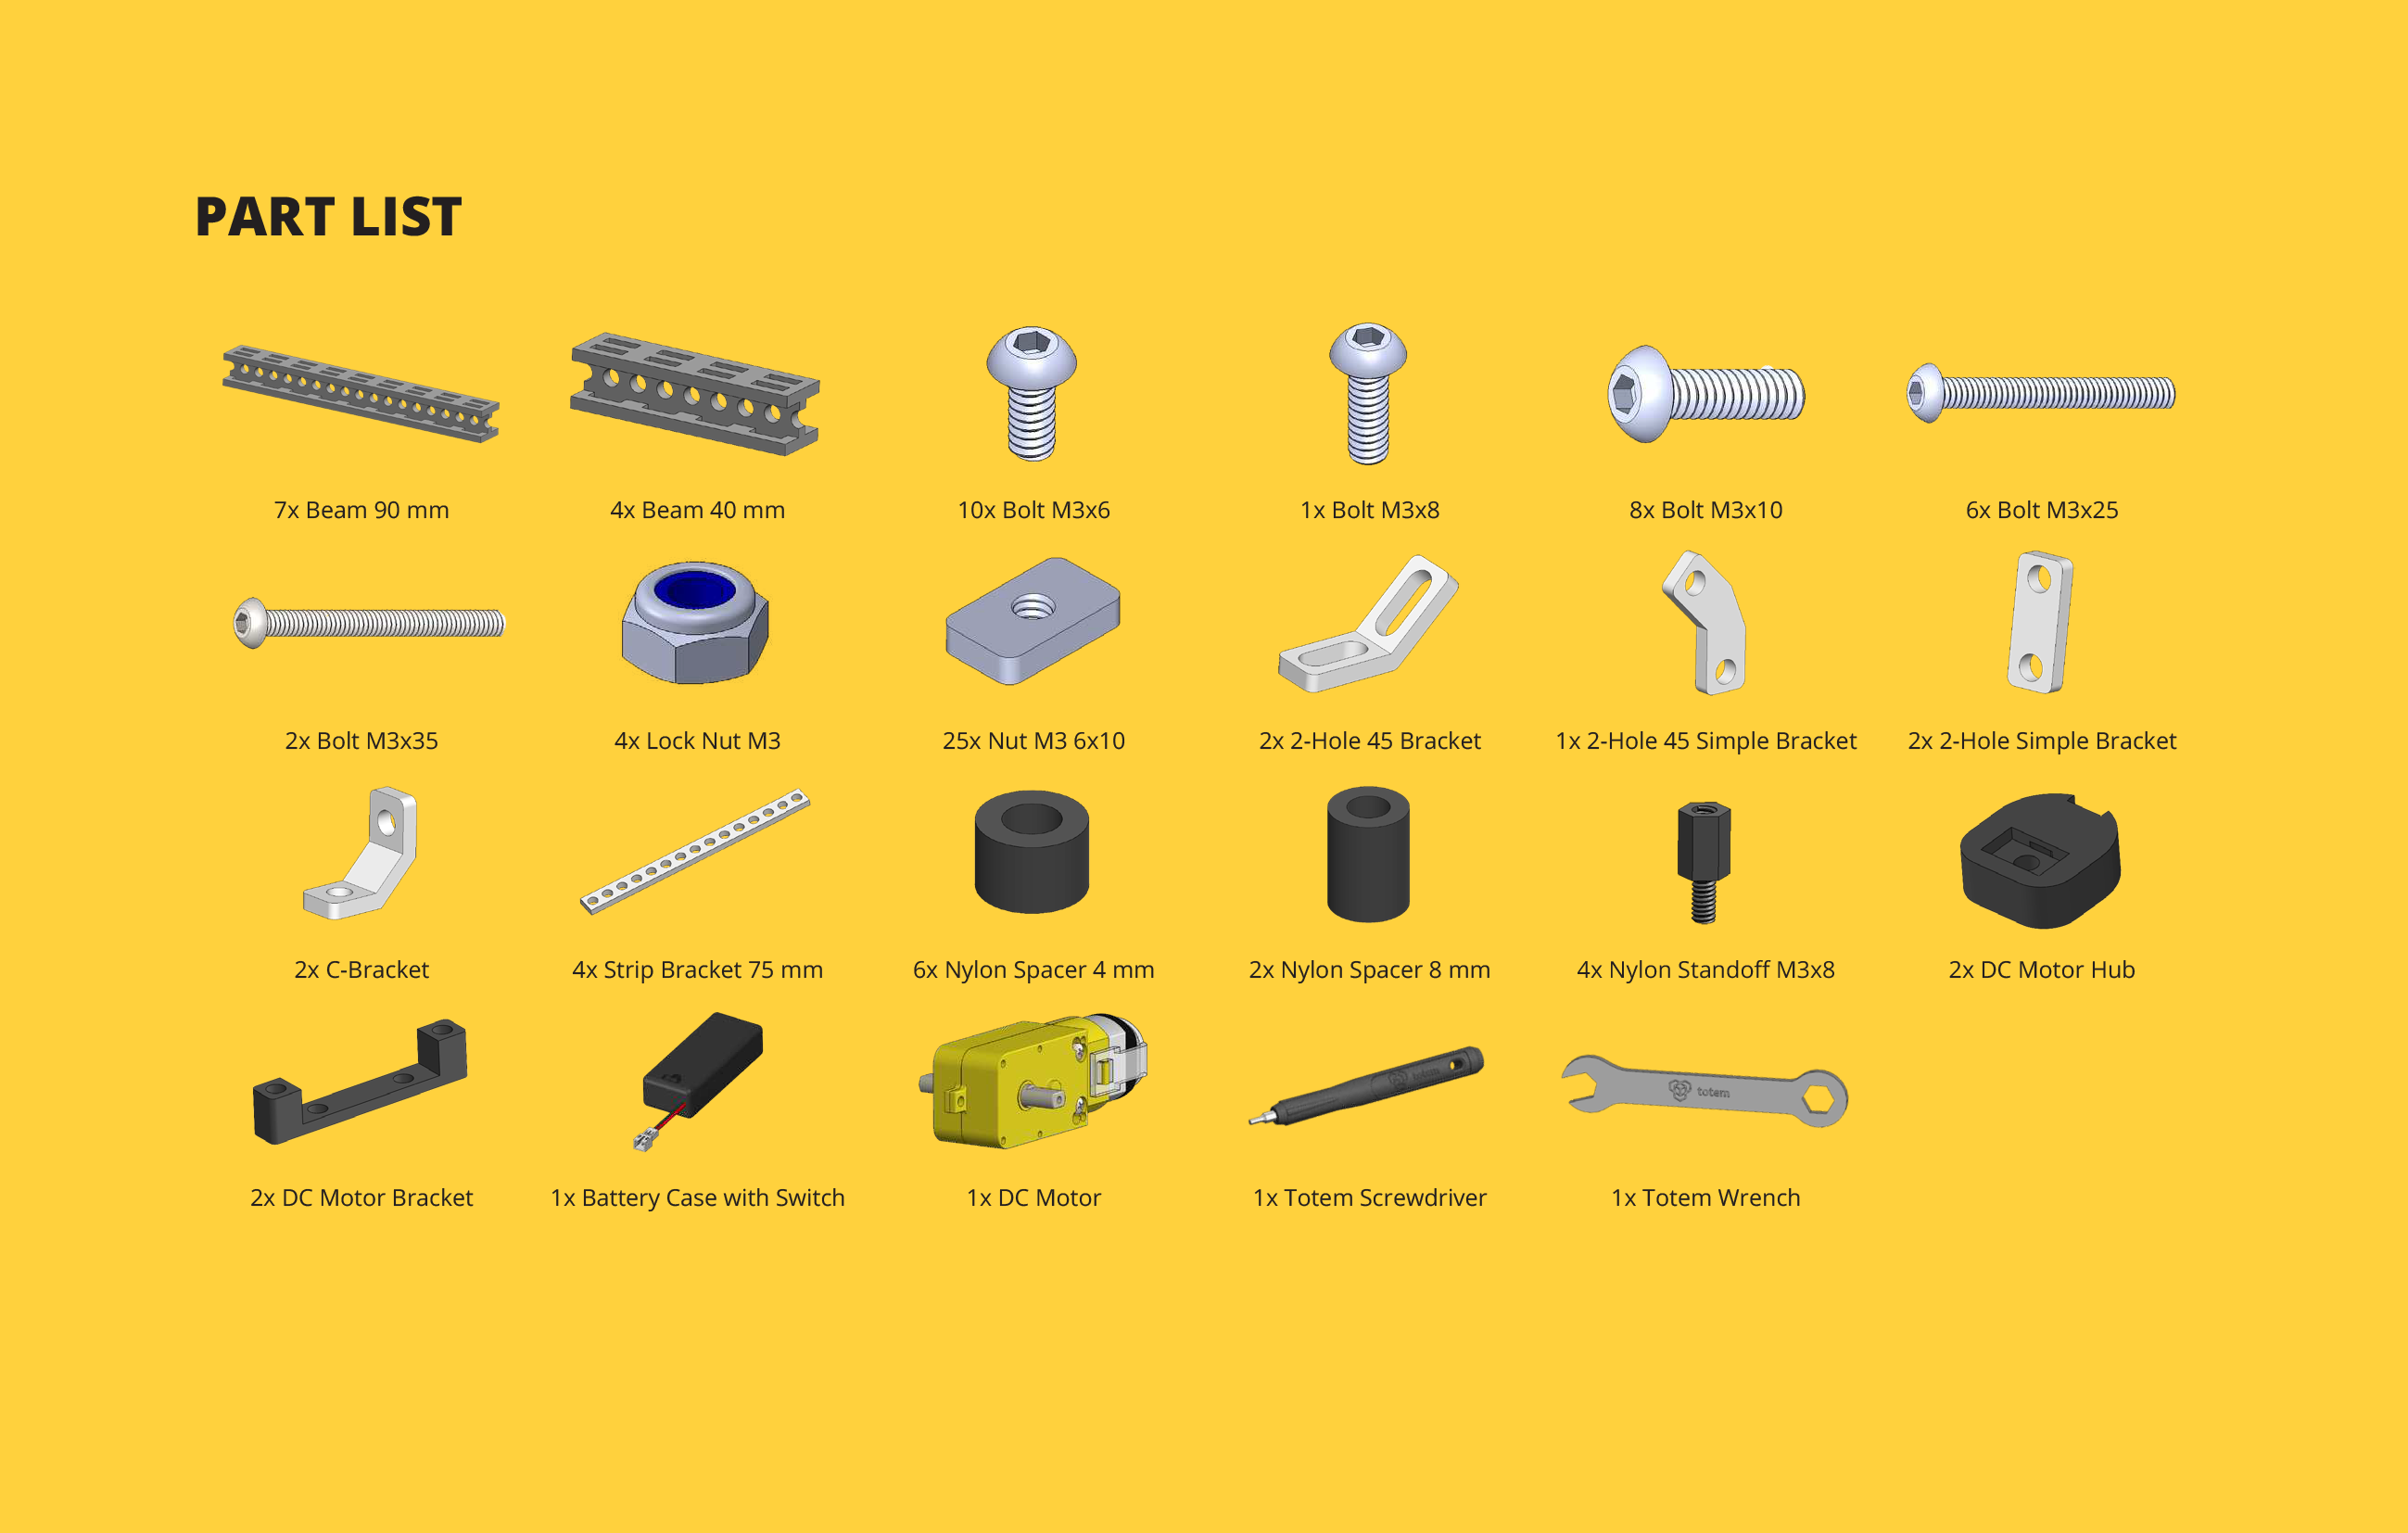 PART LIST
7x Beam 90 mm
4x Beam 40 mm
10x Bolt M3x6
1x Bolt M3x8
8x Bolt M3x10
6x Bolt M3x25
2x Bolt M3x35
4x Lock Nut M3
25x Nut M3 6x10
2x 2-Hole 45 Bracket
1x 2-Hole 45 Simple Bracket
2x 2-Hole Simple Bracket
2x C-Bracket
4x Strip Bracket 75 mm
6x Nylon Spacer 4 mm
2x Nylon Spacer 8 mm
4x Nylon Standoff M3x8
2x DC Motor Hub
totem
totem
2x DC Motor Bracket
1x Battery Case with Switch
1x DC Motor
1x Totem Screwdriver
1x Totem Wrench